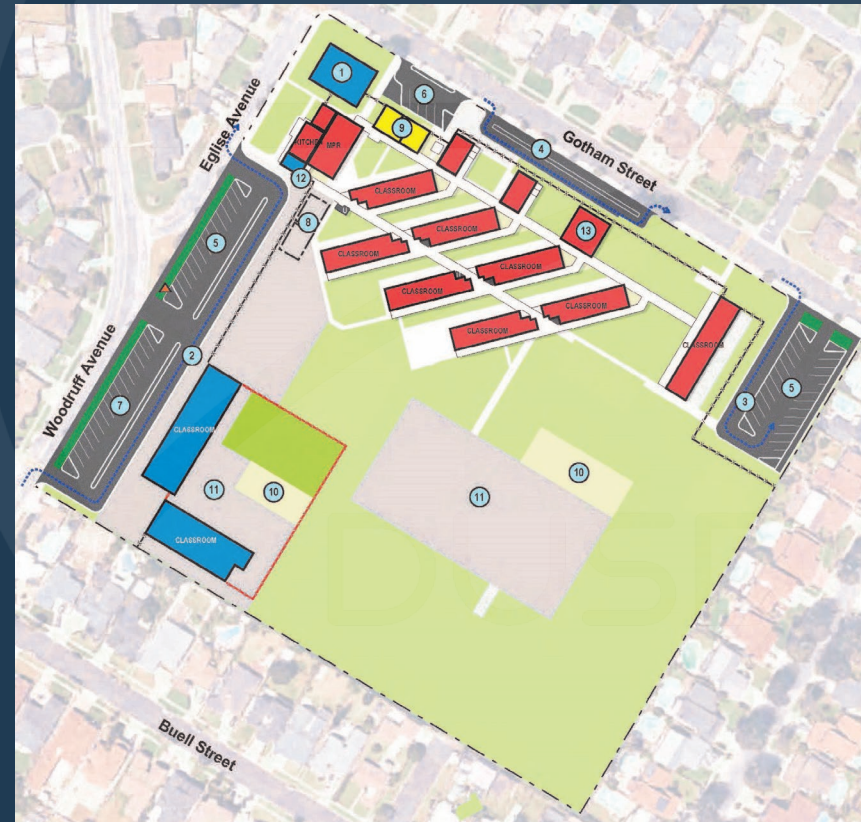 1
6
Eglise Avenue
9
4
Gotham Street
KITCHEN
MPR
12
CLASSROOM
5
8
13
CLASSROOM
CLASSROOM
CLASSROOM
CLASSROOM
CLASSROOM
CLASSROOM
CLASSROOM
2
3
5
Woodruff Avenue
7
CLASSROOM
10
11
10
11
CLASSROOM
Buell Street